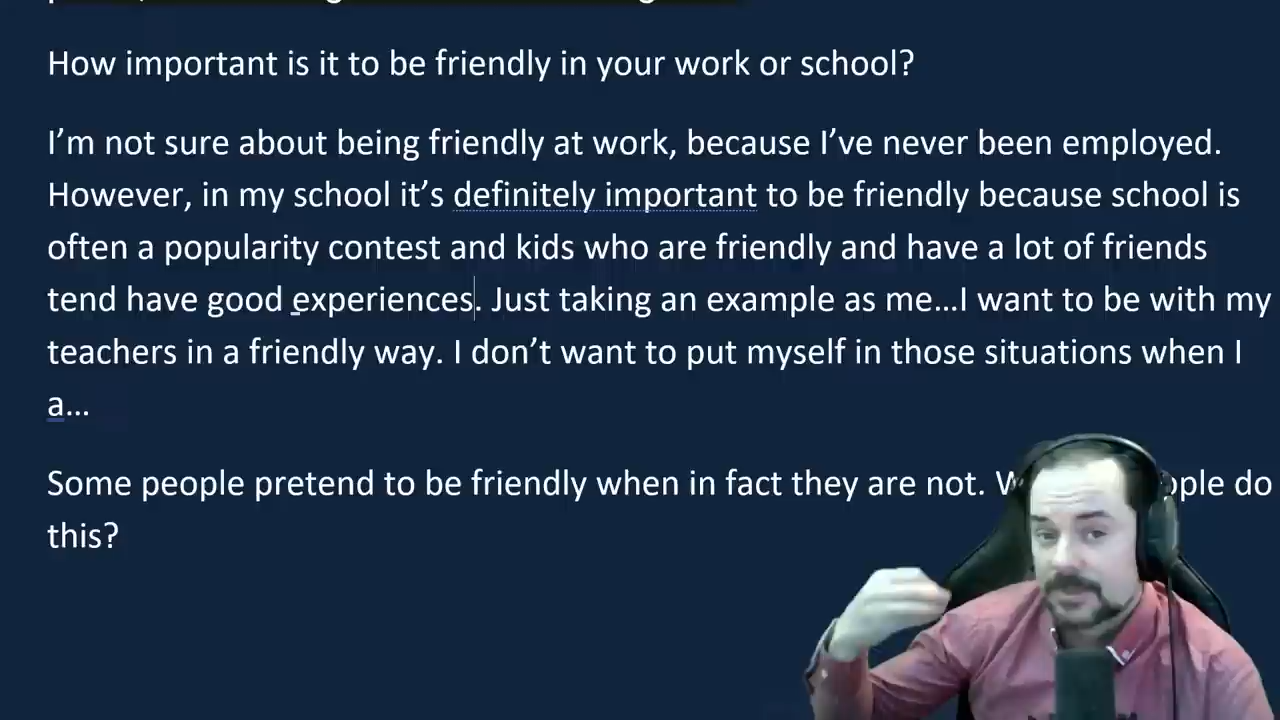 How important is it to be friendly in your work or school?
I’m not sure about being friendly at work, because I’ve never been employed.
However, in my school it’s definitely important to be friendly because school is
often a popularity contest and kids who are friendly and have a lot of friends
tend have good experiences. Just taking an example as me…I want to be with my
teachers in a friendly way. I don’t want to put myself in those situations when I
a…
Some people pretend to be friendly when in fact they are not. do
this?